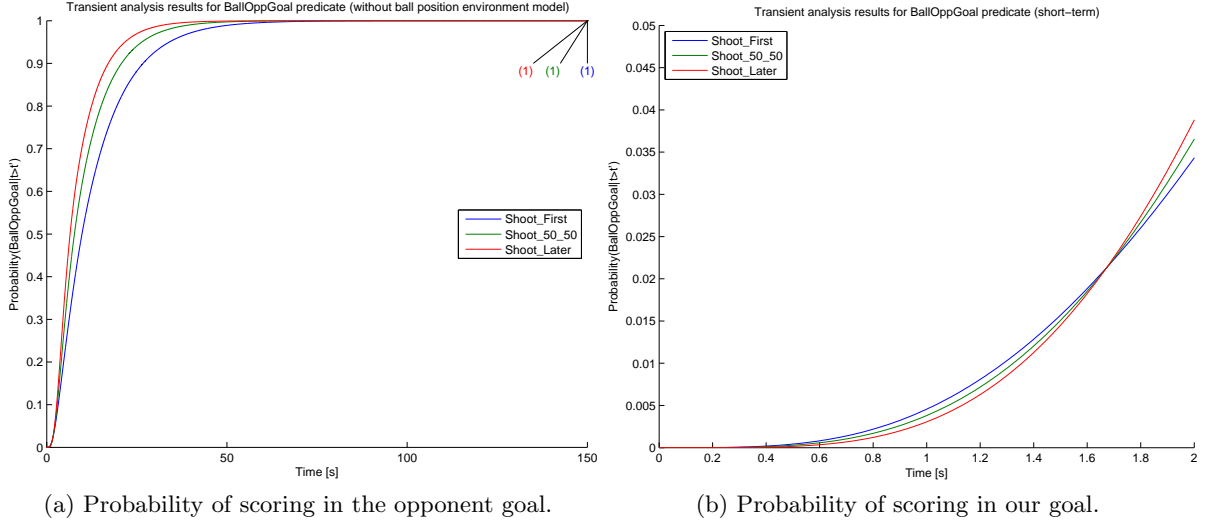 Transient analysis results for BallOppGoal predicate (without ball position environment model)
Probability(BallOppGoal|t>t')
1
0.9
0.8
0.7
0.6
0.5
0.4
0.3
0.2
0.1
0
(1) (1) (1)
Shoot_First
Shoot_50_50
Shoot_Later
0 50 100 150
Time [s]
(a) Probability of scoring in the opponent goal.
Transient analysis results for BallOppGoal predicate (short−term)
Probability(BallOppGoal|t>t')
0.05
0.045
0.04
0.035
0.03
0.025
0.02
0.015
0.01
0.005
0
Shoot_First
Shoot_50_50
Shoot_Later
0 0.2 0.4 0.6 0.8 1 1.2 1.4 1.6 1.8 2
Time [s]
(b) Probability of scoring in our goal.